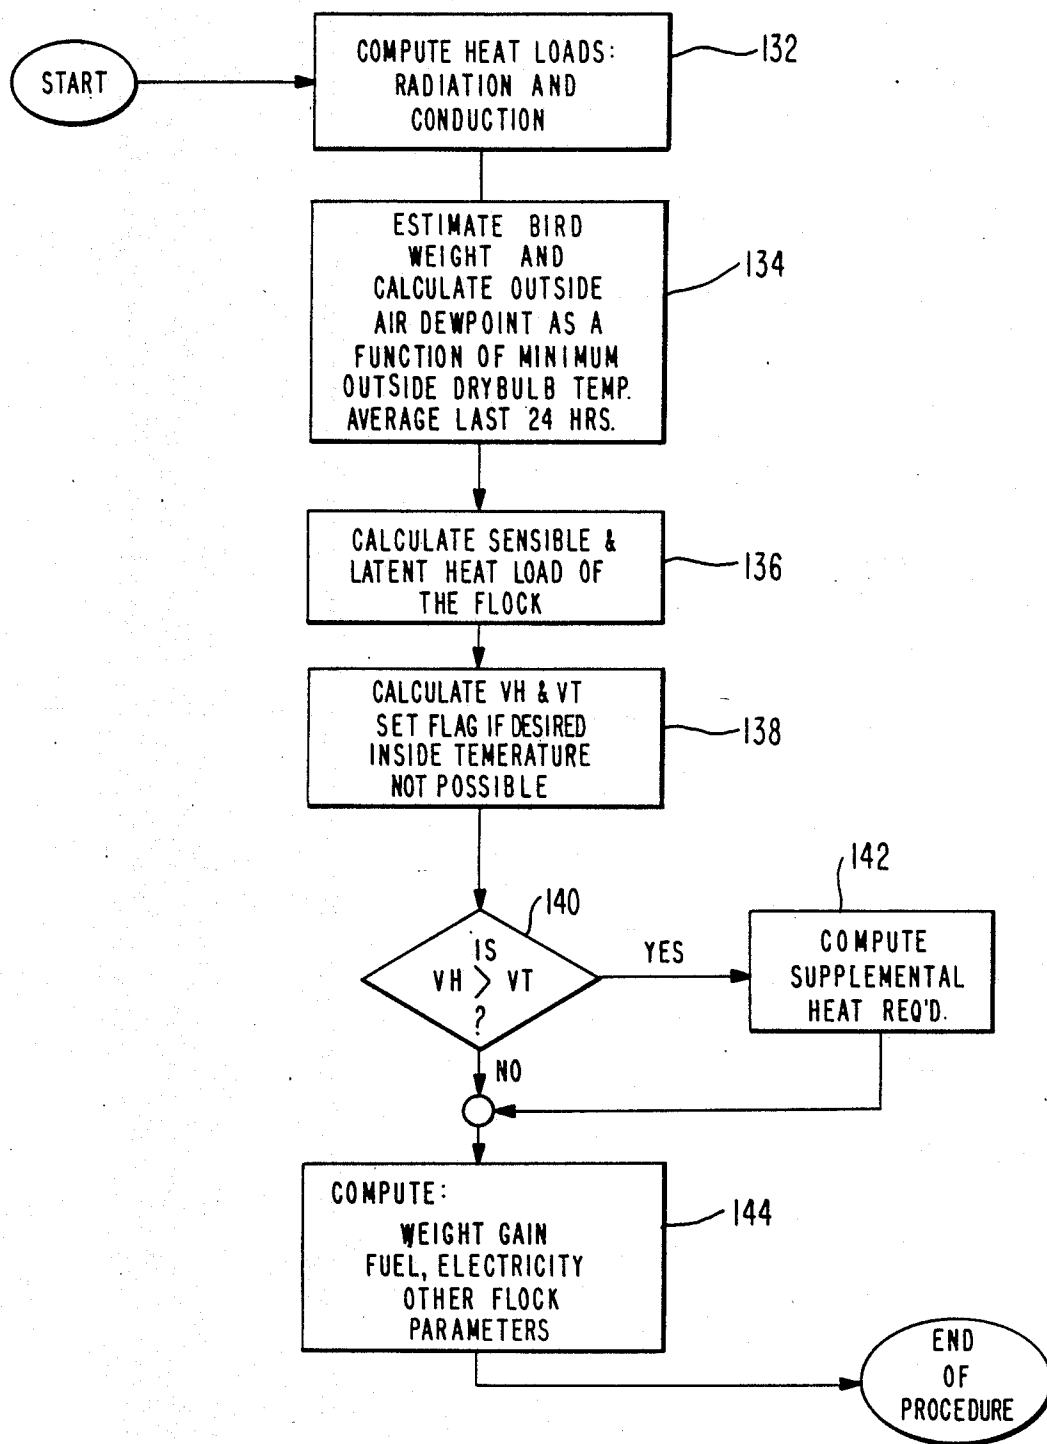 START
COMPUTE HEAT LOADS:
RADIATION AND
CONDUCTION
132
ESTIMATE BIRD
WEIGHT AND
CALCULATE OUTSIDE
AIR DEWPOINT AS A
FUNCTION OF MINIMUM
OUTSIDE DRYBULB TEMP.
AVERAGE LAST 24 HRS.
134
CALCULATE SENSIBLE &
LATENT HEAT LOAD OF
THE FLOCK
136
CALCULATE VH & VT
SET FLAG IF DESIRED
INSIDE TEMERATURE
NOT POSSIBLE
138
140
IS
VH > VT
?
YES
NO
142
COMPUTE
SUPPLEMENTAL
HEAT REQ'D.
COMPUTE:
WEIGHT GAIN
FUEL, ELECTRICITY
OTHER FLOCK
PARAMETERS
144
END
OF
PROCEDURE